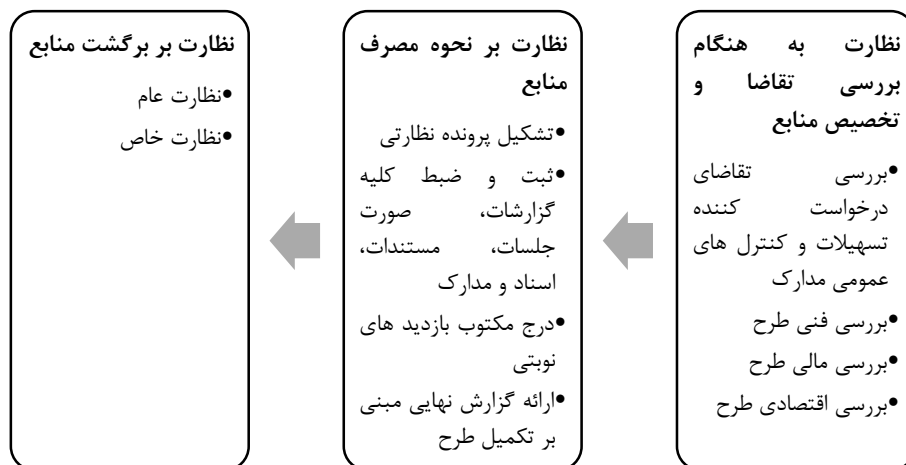 نظارت به هنگام
بررسی تقاضا و
تخصیص منابع
•بررسی تقاضای
درخواست کننده
تسهیلات و کنترل های
عمومی مدارک
•بررسی فنی طرح
•بررسی مالی طرح
•بررسی اقتصادی طرح
نظارت بر نحوه مصرف
منابع
•تشکیل پرونده نظارتی
•ثبت و ضبط کلیه
گزارشات، صورت
جلسات، مستندات،
اسناد و مدارک
•درج مکتوب بازدید های
نوبتی
•ارائه گزارش نهایی مبنی
بر تکمیل طرح
نظارت بر برگشت منابع
•نظارت عام
•نظارت خاص